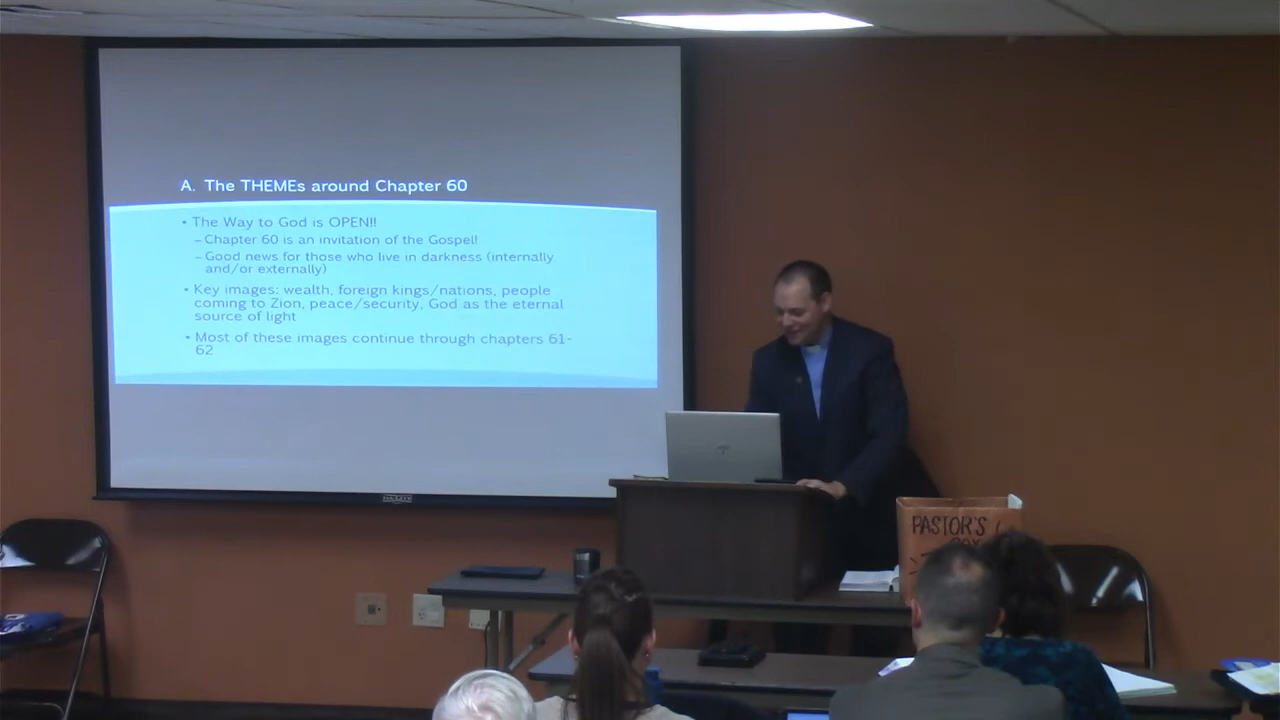 A. The THEMEs around Chapter 60
• The Way to God is OPEN!!
– Chapter 60 is an invitation of the Gospel!
– Good news for those who live in darkness (internally
and/or externally)
• Key images: wealth, foreign kings/nations, people
coming to Zion, peace/security, God as the eternal
source of light
• Most of these images continue through chapters 61-
62
DA-LITE
PASTOR'S
BOX